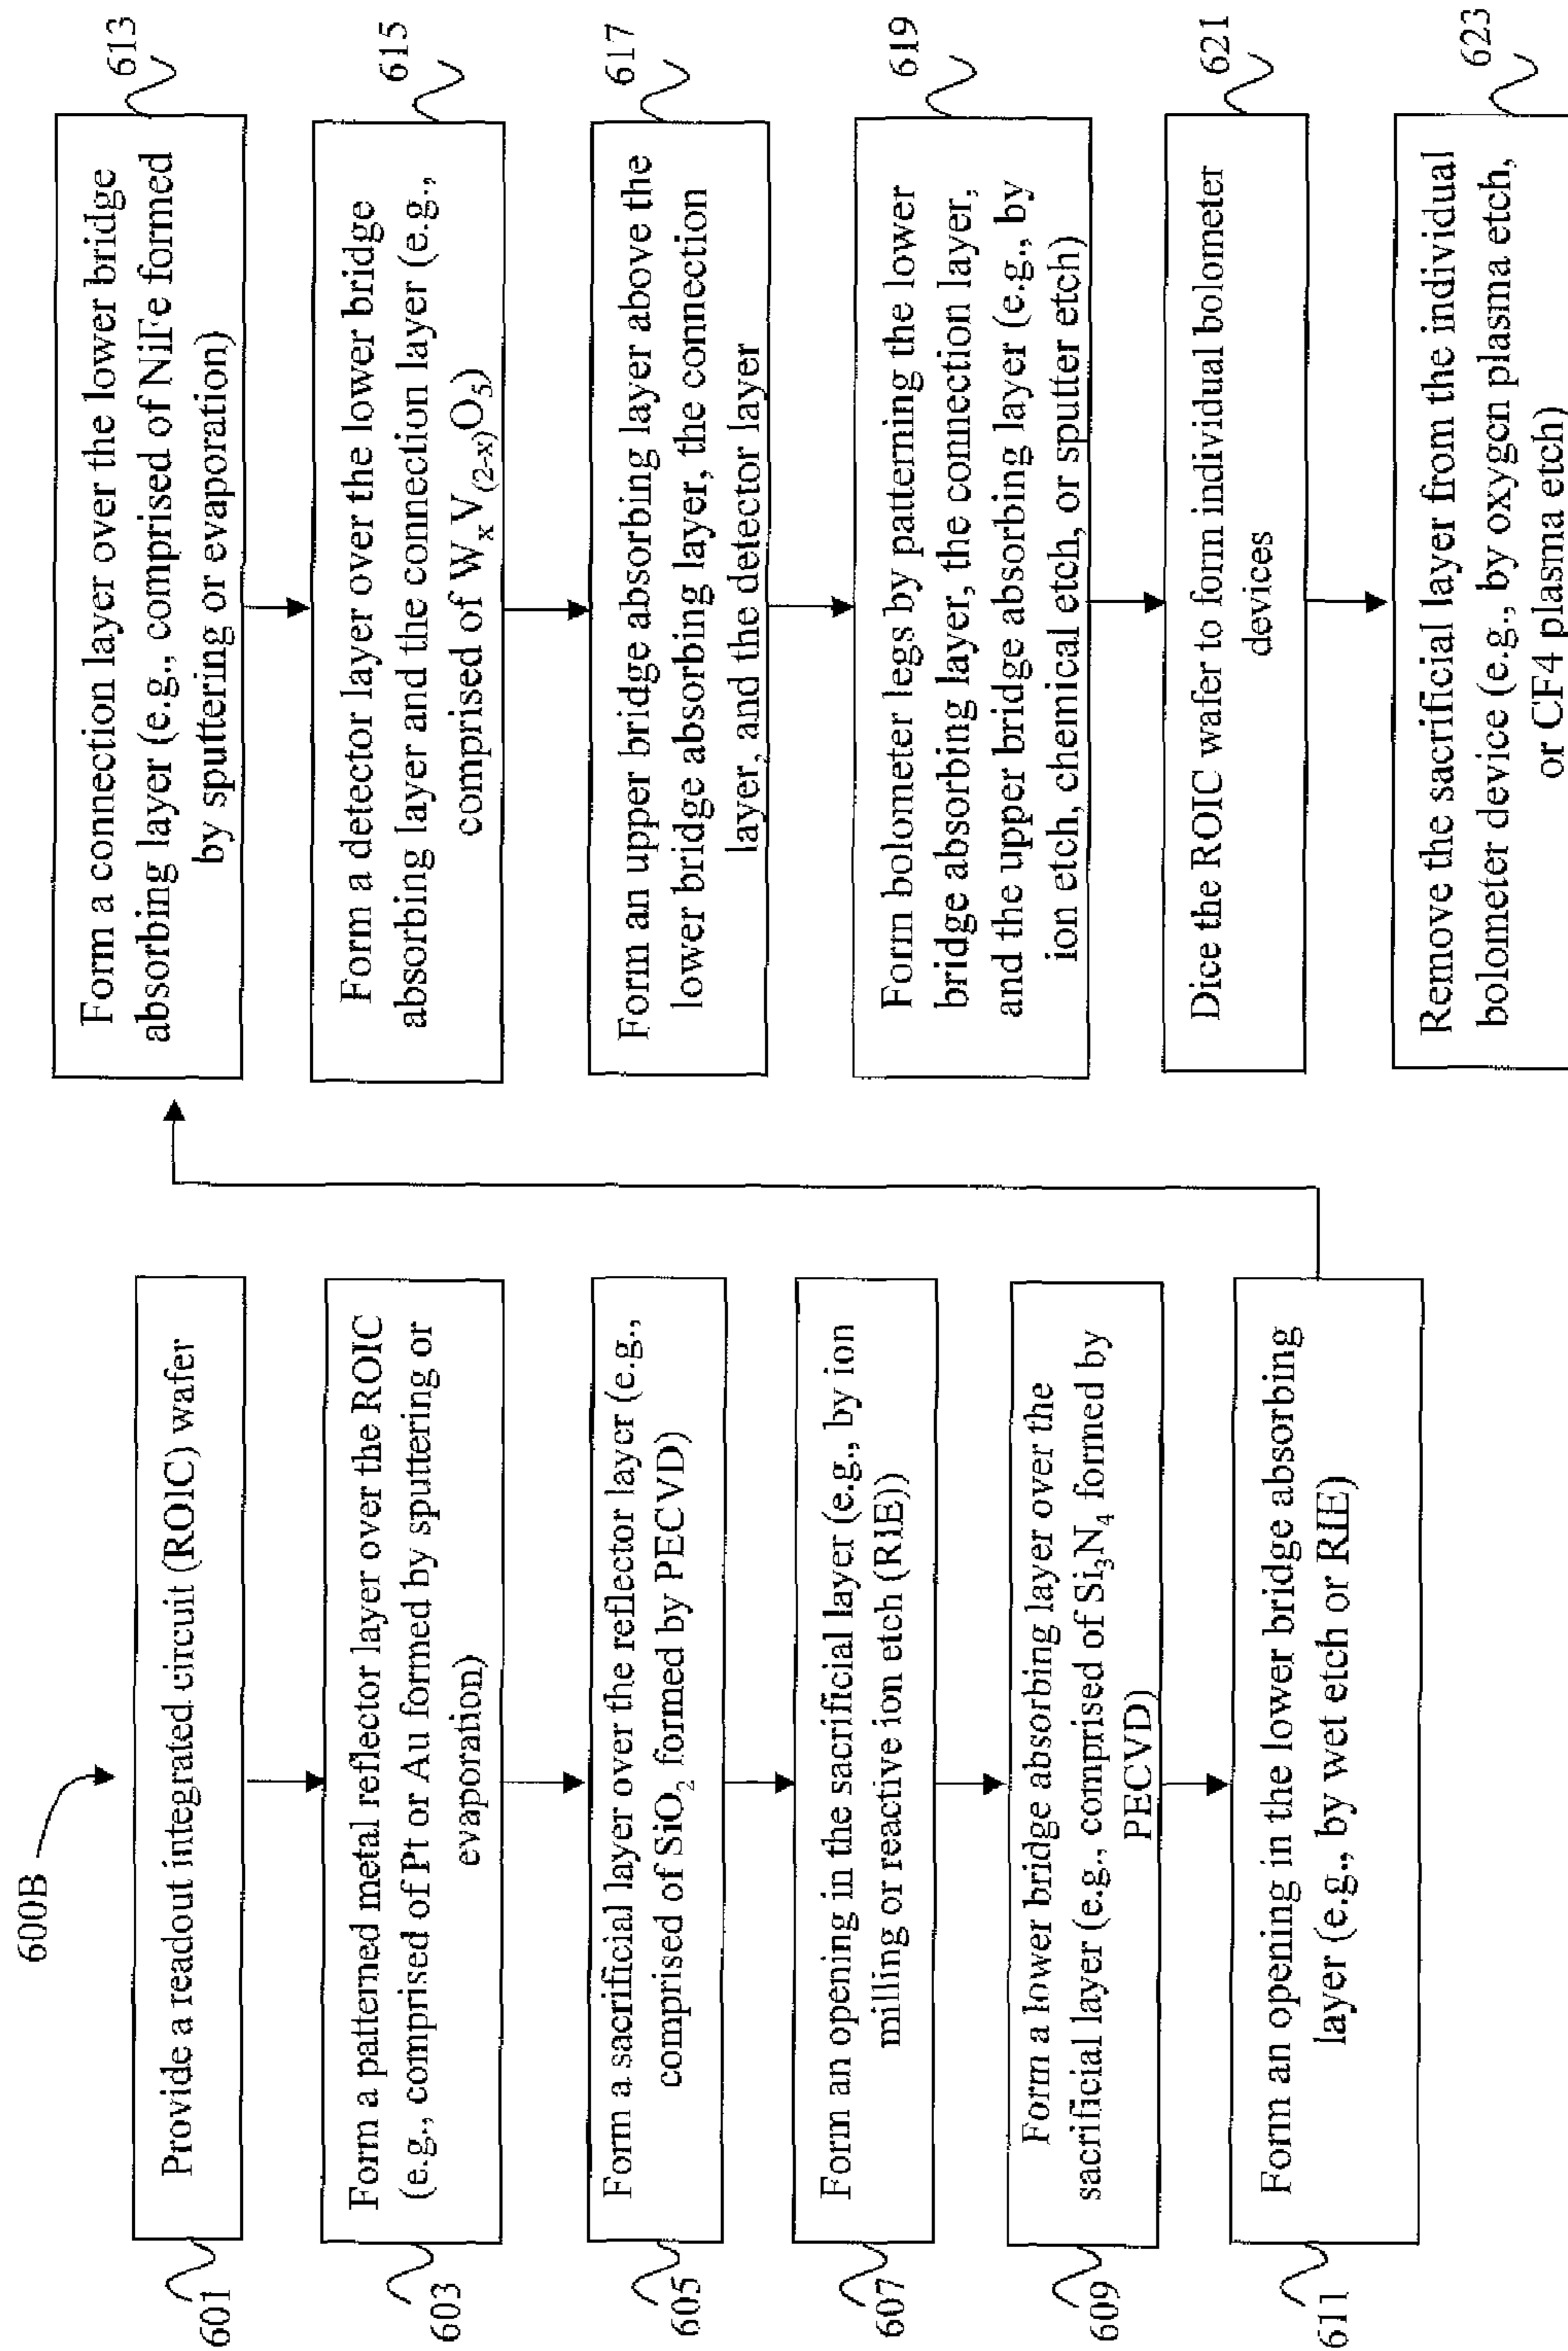 600B
601
Provide a readout integrated circuit (ROIC) wafer
603
Form a patterned metal reflector layer over the ROIC
(e.g., comprised of Pt or Au formed by sputtering or
evaporation)
605
Form a sacrificial layer over the reflector layer (e.g.,
comprised of SiO₂ formed by PECVD)
607
Form an opening in the sacrificial layer (e.g., by ion
milling or reactive ion etch (RIE))
609
Form a lower bridge absorbing layer over the
sacrificial layer (e.g., comprised of Si₃N₄ formed by
PECVD)
611
Form an opening in the lower bridge absorbing
layer (e.g., by wet etch or RIE)
613
Form a connection layer over the lower bridge
absorbing layer (e.g., comprised of NiFe formed
by sputtering or evaporation)
615
Form a detector layer over the lower bridge
absorbing layer and the connection layer (e.g.,
comprised of WₓV₍₂₋ₓ₎O₅)
617
Form an upper bridge absorbing layer above the
lower bridge absorbing layer, the connection
layer, and the detector layer
619
Form bolometer legs by patterning the lower
bridge absorbing layer, the connection layer,
and the upper bridge absorbing layer (e.g., by
ion etch, chemical etch, or sputter etch)
621
Dice the ROIC wafer to form individual bolometer
devices
623
Remove the sacrificial layer from the individual
bolometer device (e.g., by oxygen plasma etch,
or CF4 plasma etch)